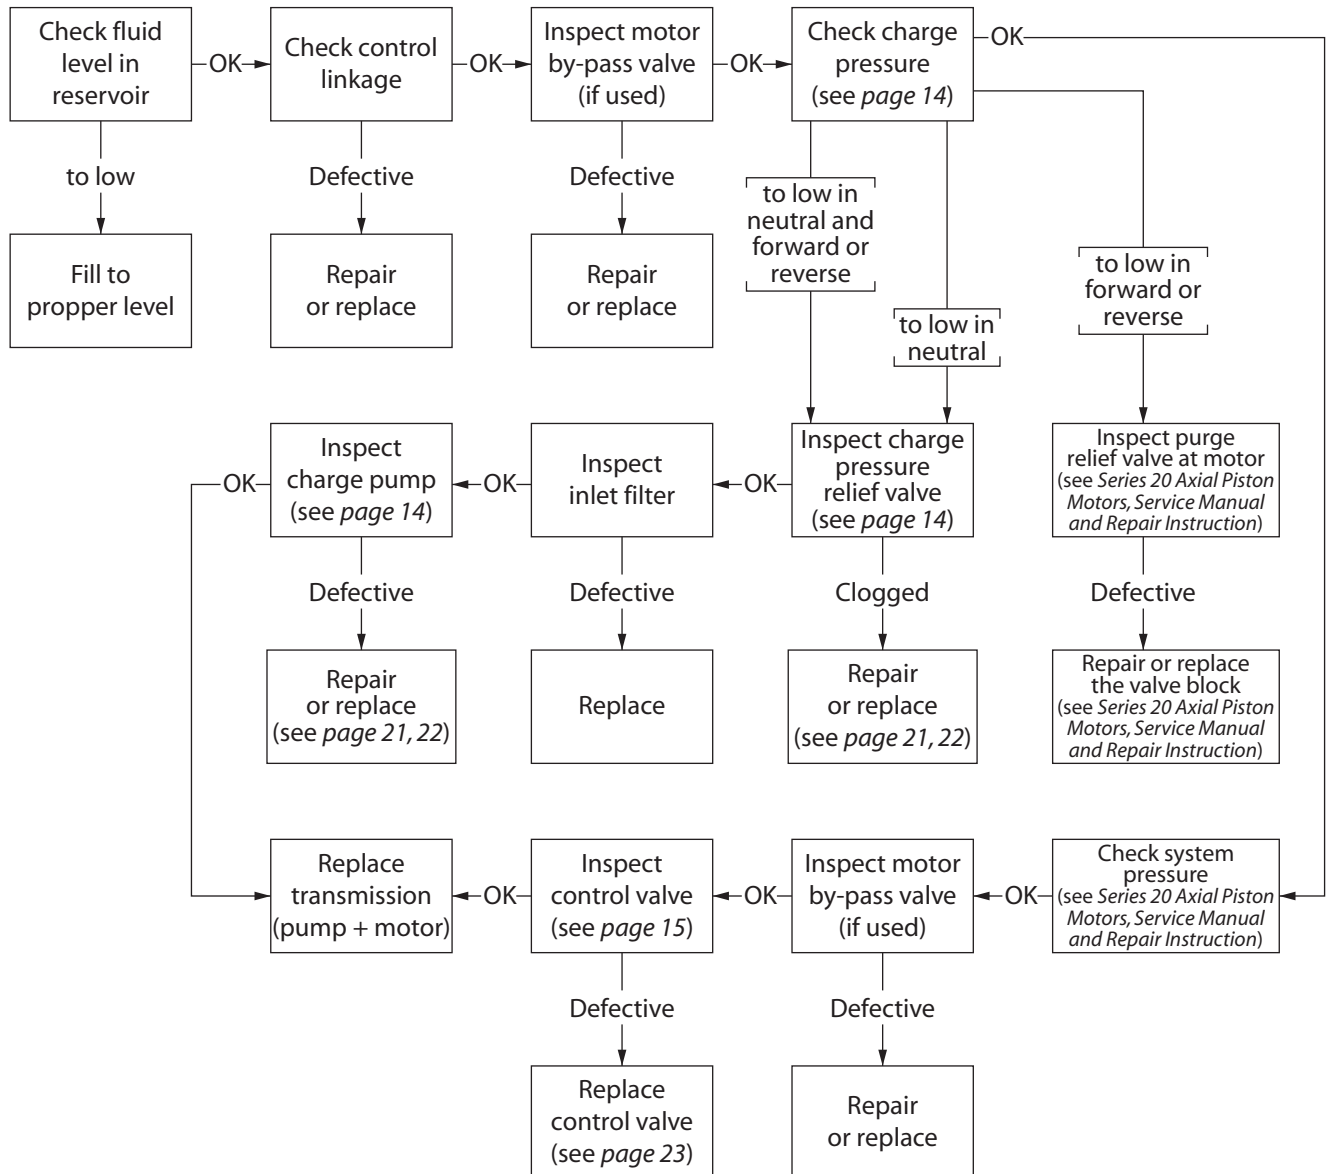 Check fluid
level in
reservoir
OK
Check control
linkage
OK
Inspect motor
by-pass valve
(if used)
OK
Check charge
pressure
(see page 14)
OK
to low
Defective
Defective
to low in
neutral and
forward or
reverse
to low in
neutral
to low in
forward or
reverse
Fill to
propper level
Repair
or replace
Repair
or replace
OK
Inspect
charge pump
(see page 14)
OK
Inspect
inlet filter
OK
Inspect charge
pressure
relief valve
(see page 14)
Inspect purge
relief valve at motor
(see Series 20 Axial Piston
Motors, Service Manual
and Repair Instruction)
Defective
Defective
Clogged
Defective
Repair
or replace
(see page 21, 22)
Replace
Repair
or replace
(see page 21, 22)
Repair or replace
the valve block
(see Series 20 Axial Piston
Motors, Service Manual
and Repair Instruction)
Replace
transmission
(pump + motor)
OK
Inspect
control valve
(see page 15)
OK
Inspect motor
by-pass valve
(if used)
OK
Check system
pressure
(see Series 20 Axial Piston
Motors, Service Manual
and Repair Instruction)
Defective
Defective
Replace
control valve
(see page 23)
Repair
or replace